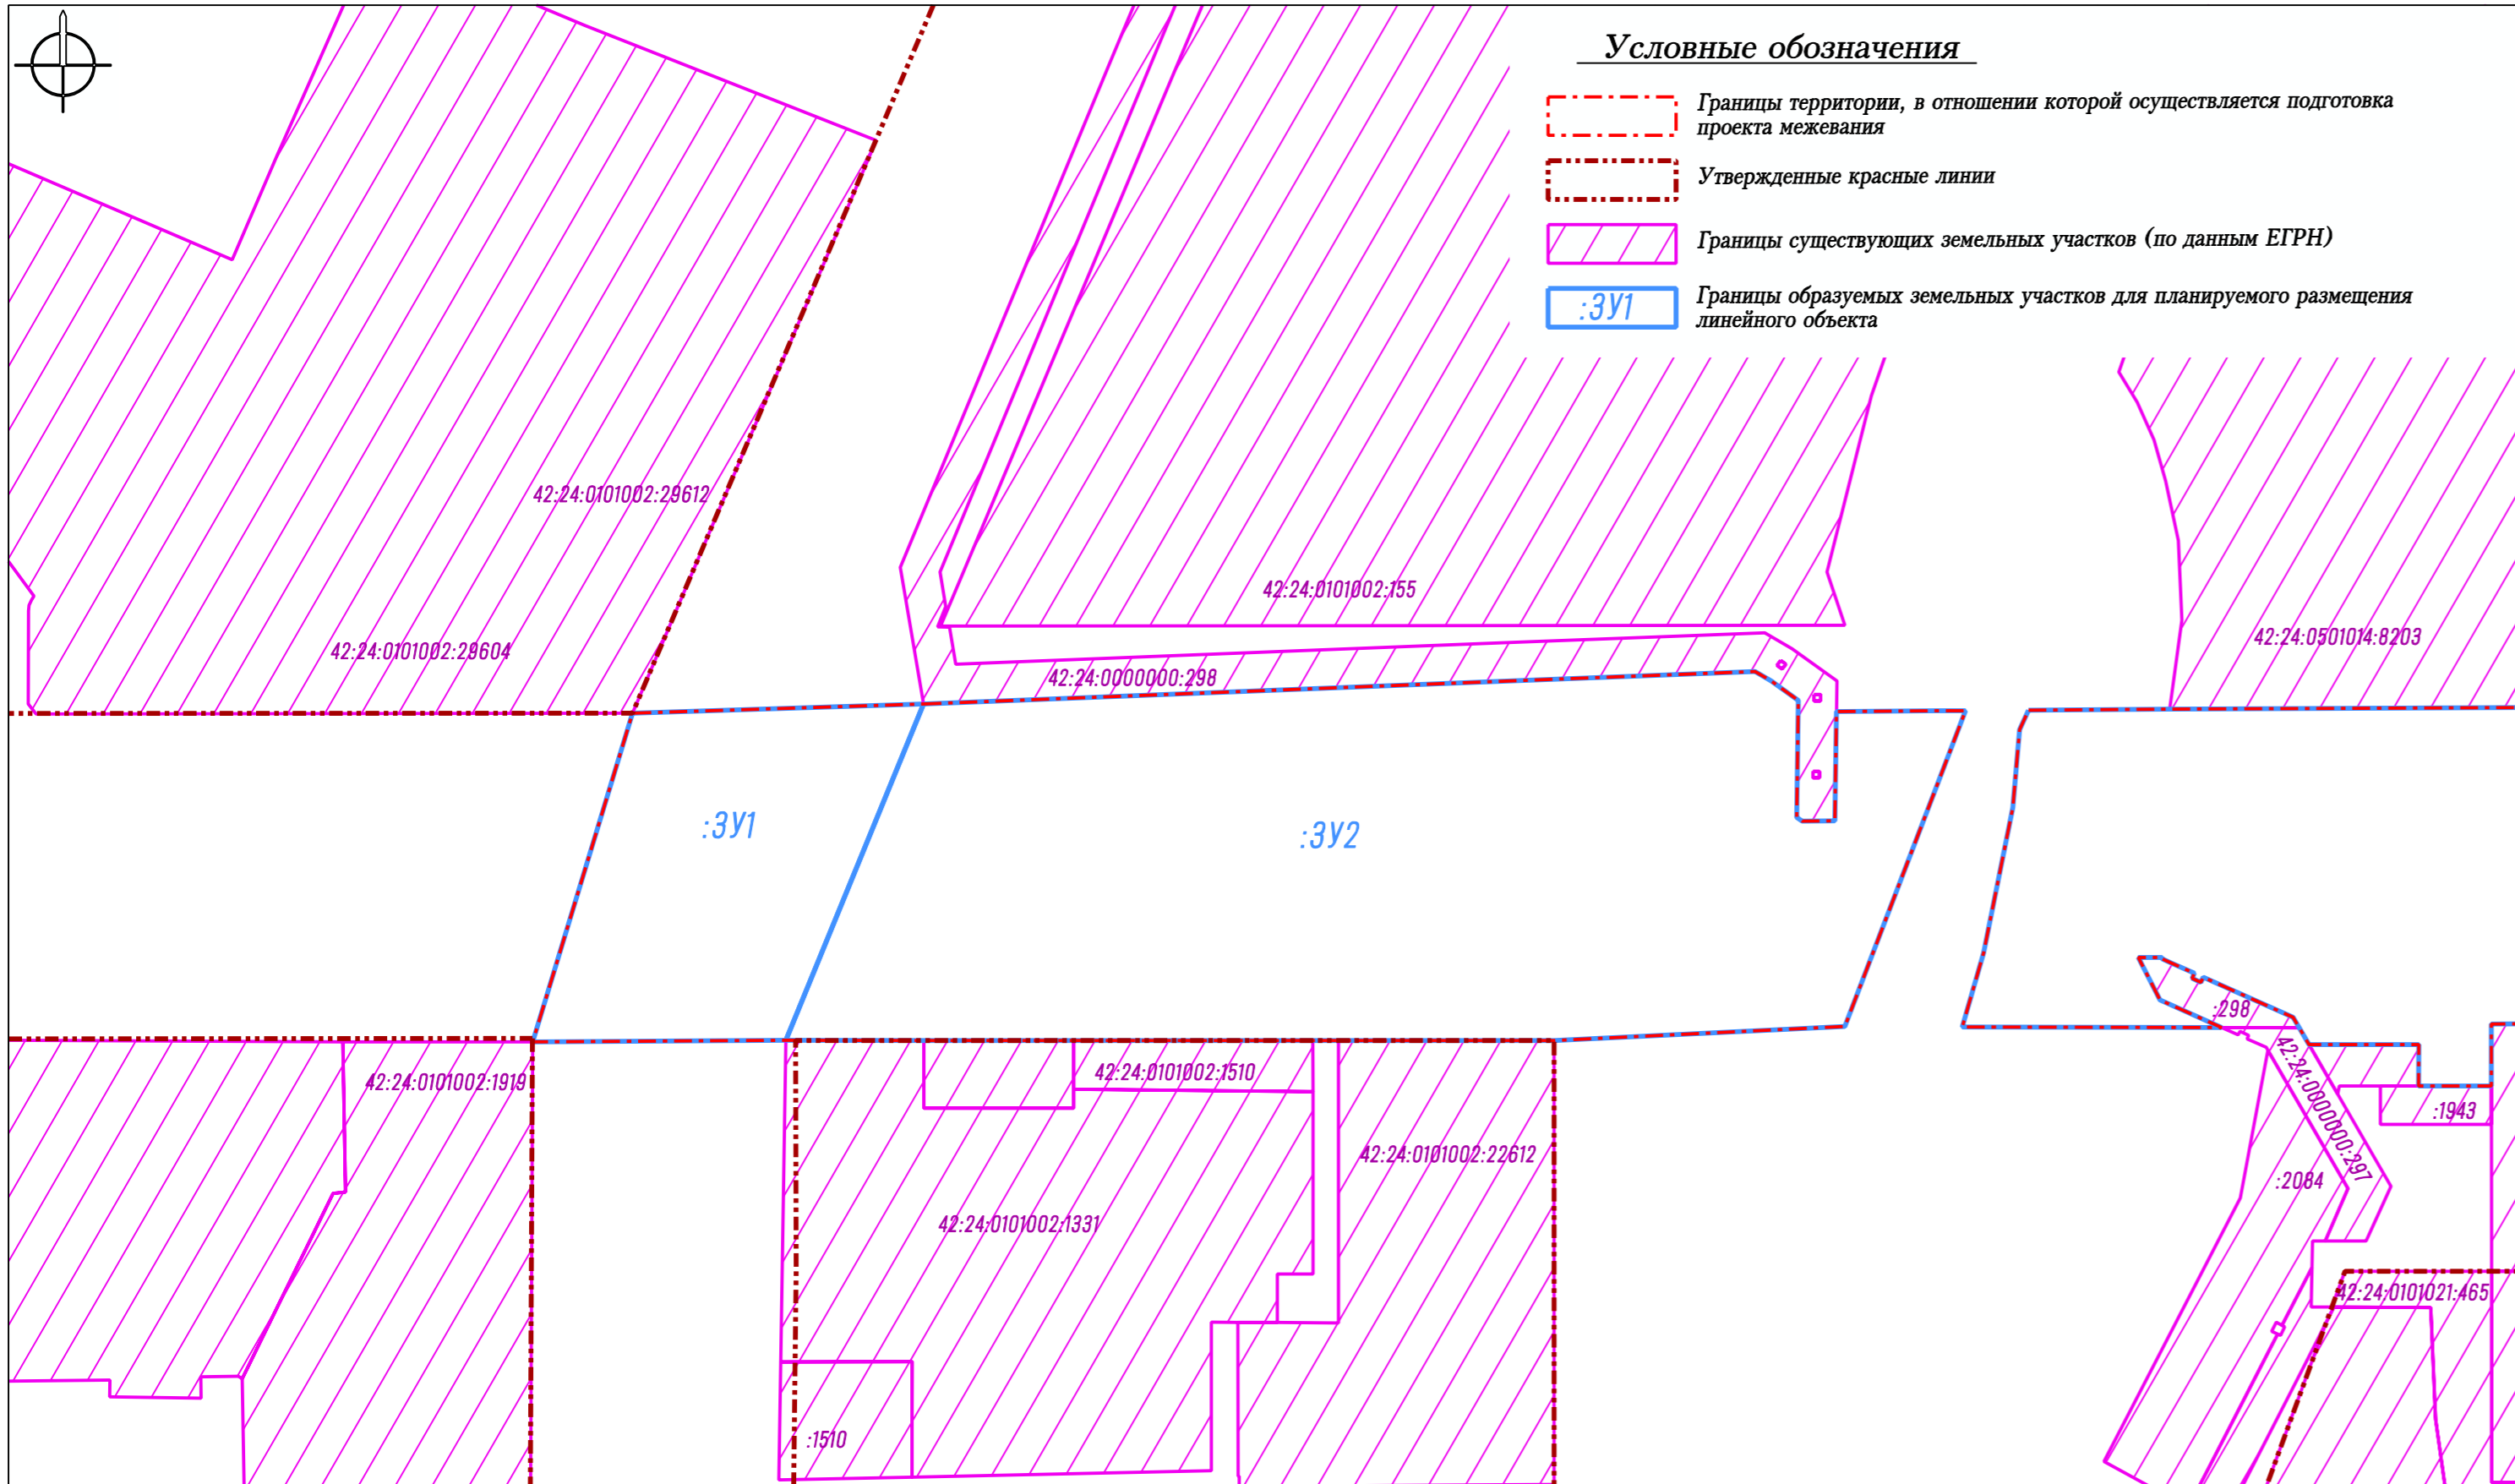 Условные обозначения
Границы территории, в отношении которой осуществляется подготовка
проекта межевания
Утвержденные красные линии
Границы существующих земельных участков (по данным ЕГРН)
:ЗУ1
Границы образуемых земельных участков для планируемого размещения
линейного объекта
42:24:0101002:29612
42:24:0101002:155
42:24:0101002:29604
42:24:0501014:8203
42:24:0000000:298
:ЗУ1
:ЗУ2
:298
42:24:0101002:1919
42:24:0101002:1510
42:24:0000000:297
:1943
42:24:0101002:22612
:2084
42:24:0101002:1331
42:24:0101021:465
:1510